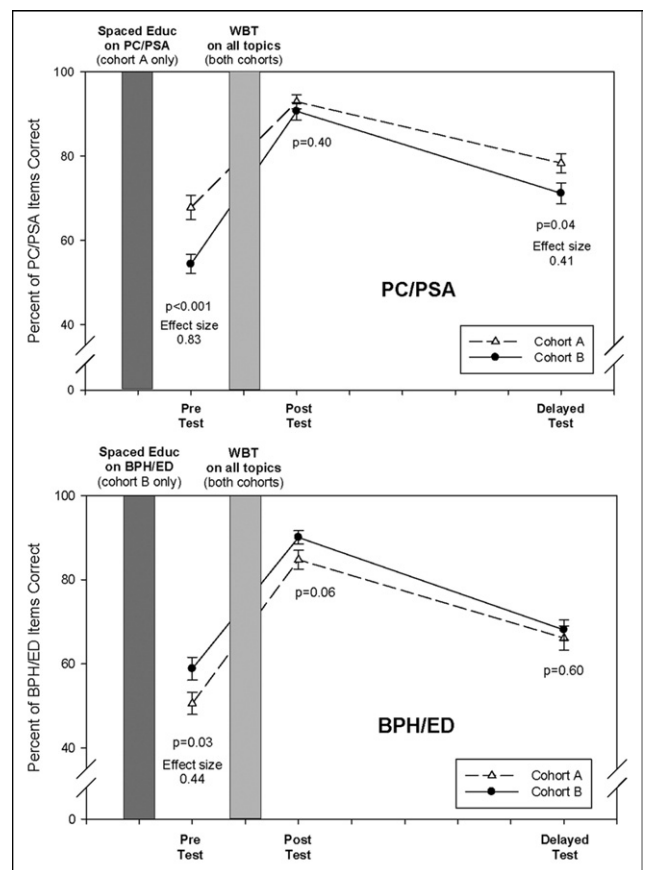 Spaced Educ
on PC/PSA
(cohort A only)
WBT
on all topics
(both cohorts)
Percent of PC/PSA Items Correct
100
80
60
40
0
p<0.001
Effect size
0.83
p=0.40
p=0.04
Effect size
0.41
PC/PSA
Cohort A
Cohort B
Pre
Test
Post
Test
Delayed
Test
Spaced Educ
on BPH/ED
(cohort B only)
WBT
on all topics
(both cohorts)
Percent of BPH/ED Items Correct
100
80
60
40
0
p=0.03
Effect size
0.44
p=0.06
p=0.60
BPH/ED
Cohort A
Cohort B
Pre
Test
Post
Test
Delayed
Test